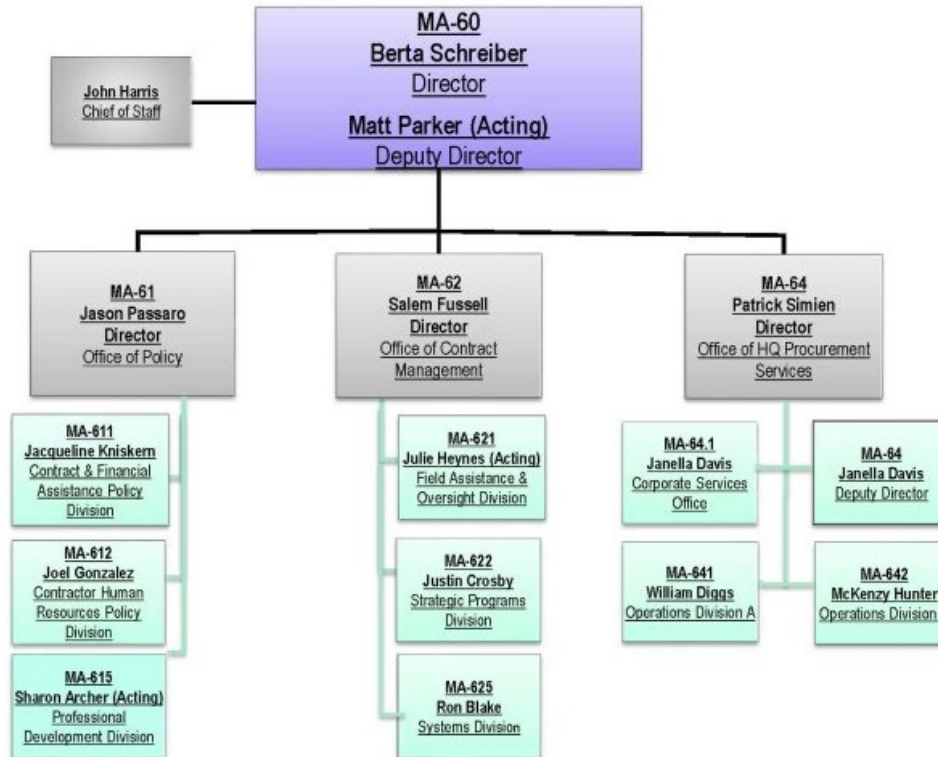 MA-60
Berta Schreiber
Director
Matt Parker (Acting)
Deputy Director
John Harris
Chief of Staff
MA-61
Jason Passaro
Director
Office of Policy
MA-62
Salem Fussell
Director
Office of Contract
Management
MA-64
Patrick Simien
Director
Office of HQ Procurement
Services
MA-611
Jacqueline Kniskern
Contract & Financial
Assistance Policy
Division
MA-612
Joel Gonzalez
Contractor Human
Resources Policy
Division
MA-615
Sharon Archer (Acting)
Professional
Development Division
MA-621
Julie Heynes (Acting)
Field Assistance &
Oversight Division
MA-622
Justin Crosby
Strategic Programs
Division
MA-625
Ron Blake
Systems Division
MA-64.1
Janella Davis
Corporate Services
Office
MA-64
Janella Davis
Deputy Director
MA-641
William Diggs
Operations Division A
MA-642
McKenzy Hunter
Operations Division